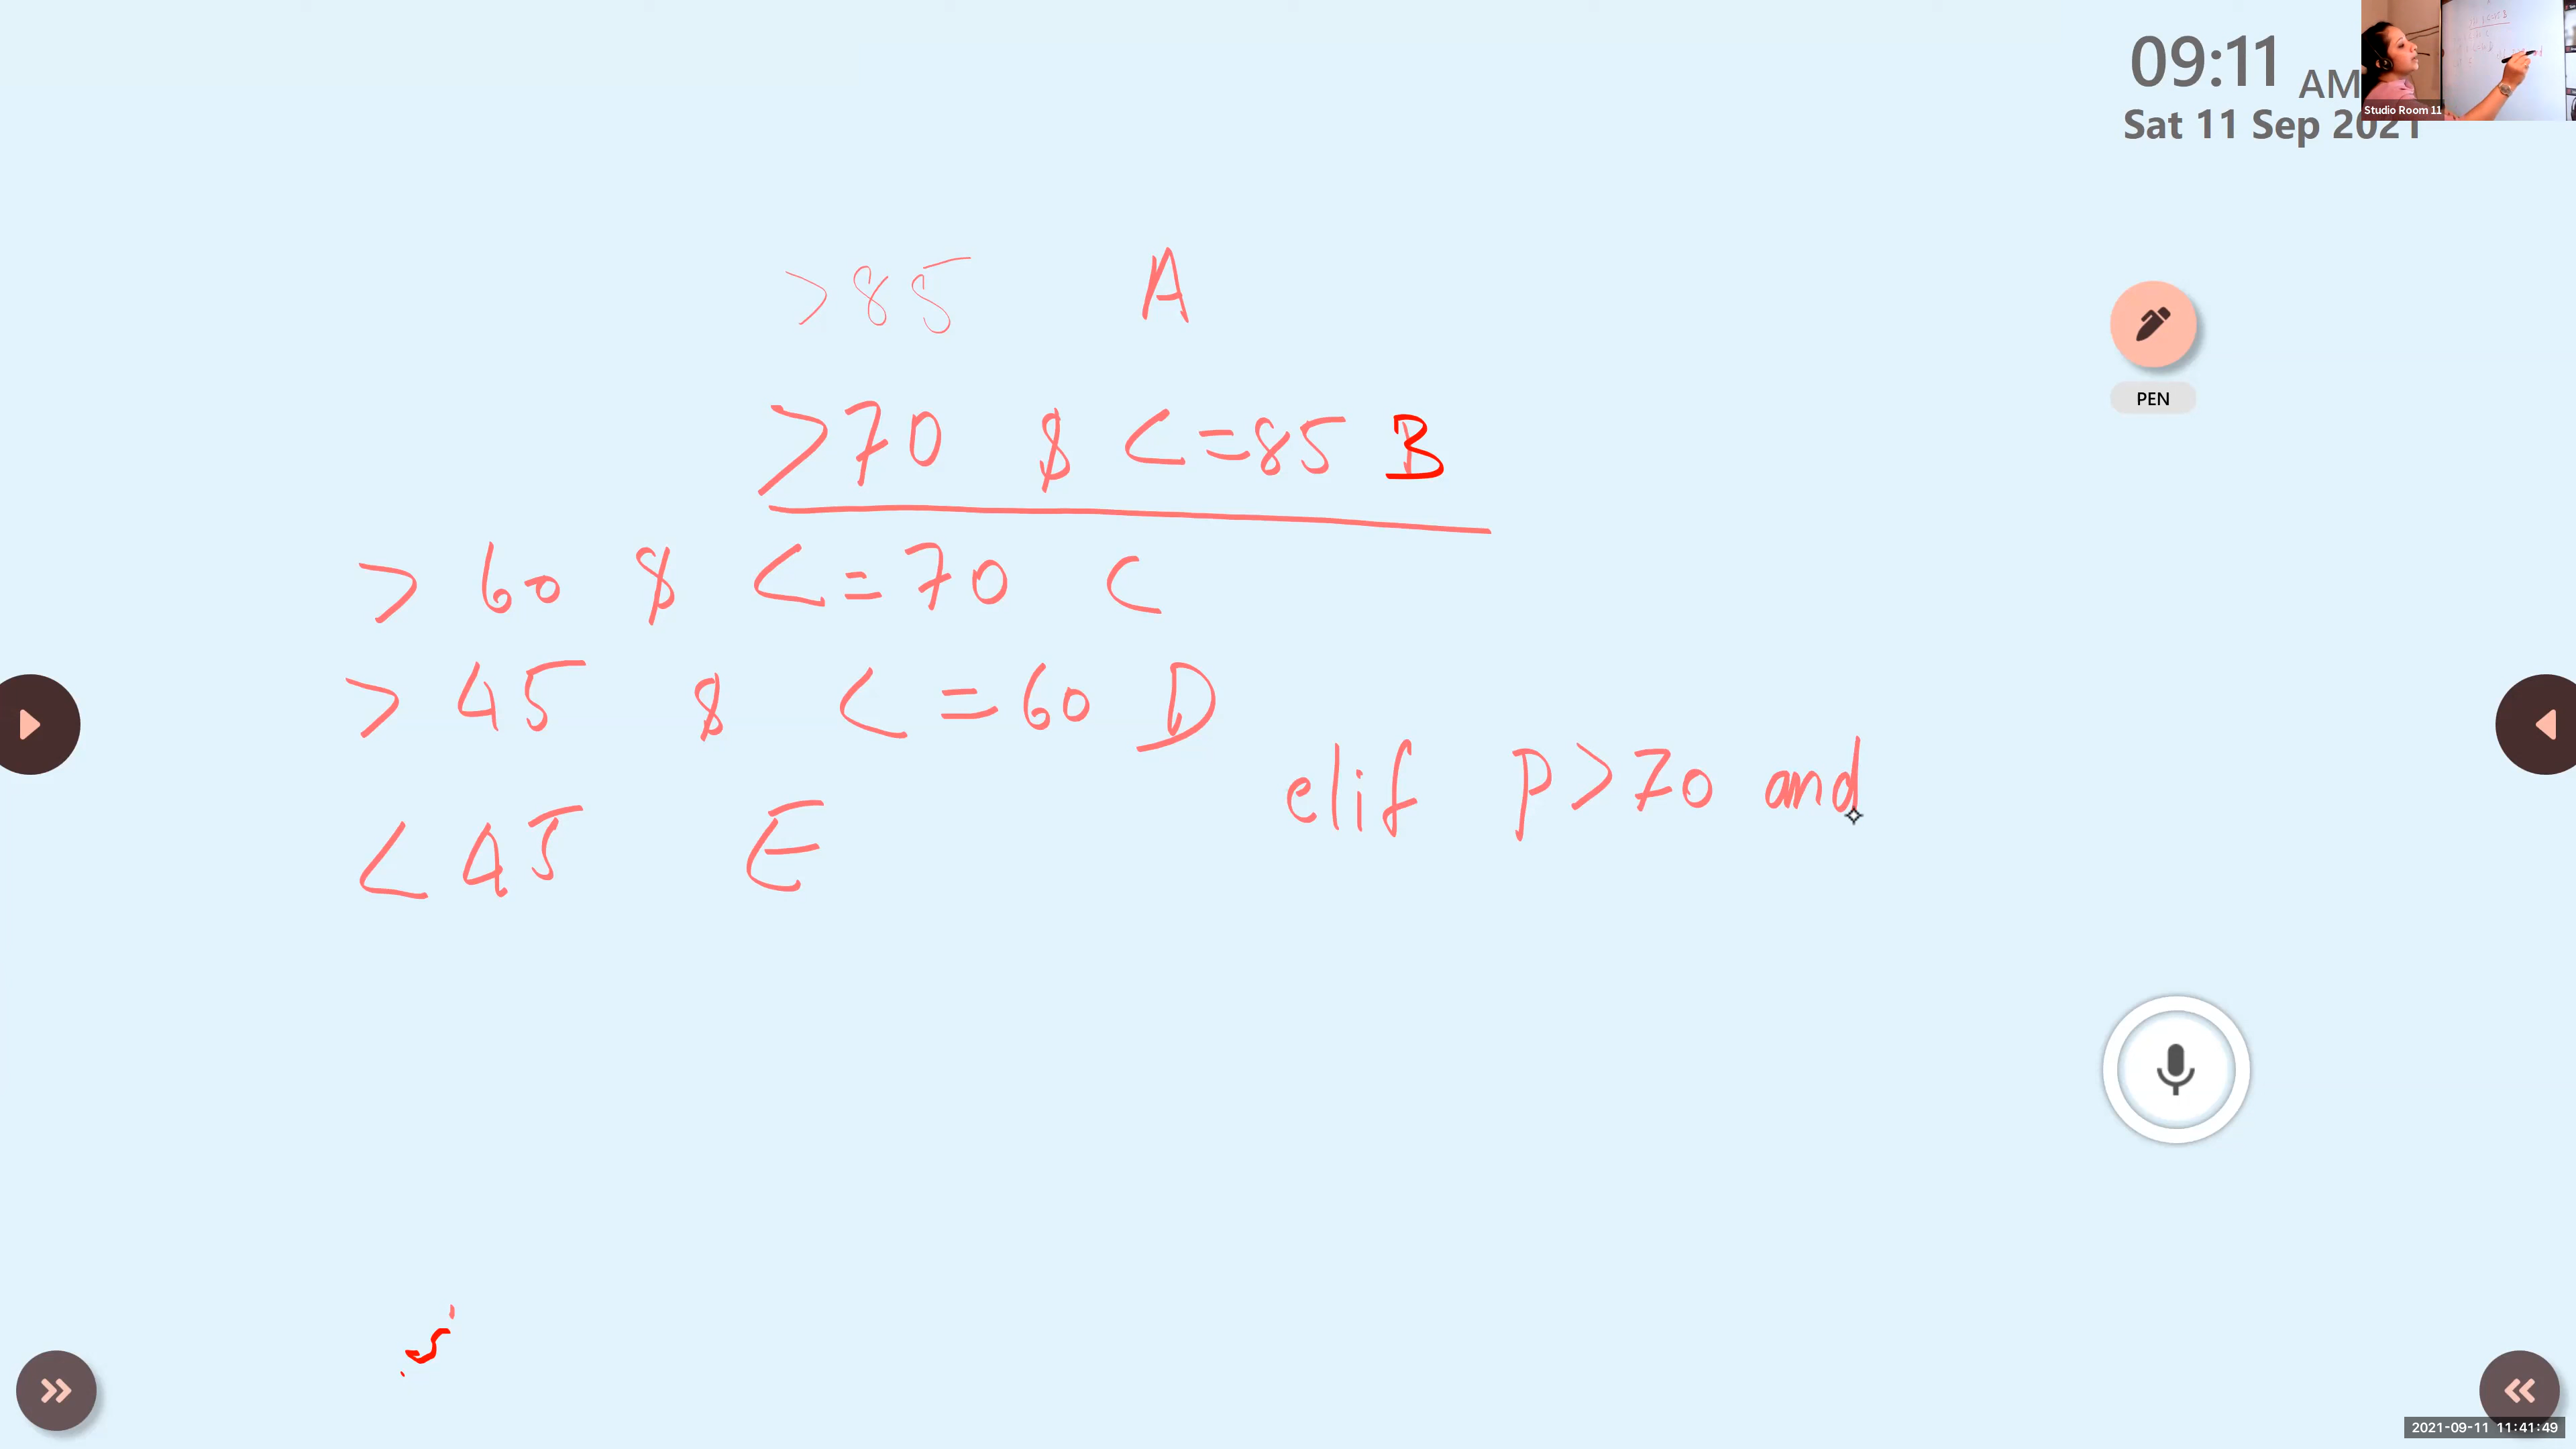 09:11 AM
Sat 11 Sep 2021
Studio Room 11
>85 A
>70 $ <=85 B
PEN
>60 $ <=70 C
>45 $ <=60 D
elif p>70 and
<45 E
2021-09-11 11:41:49